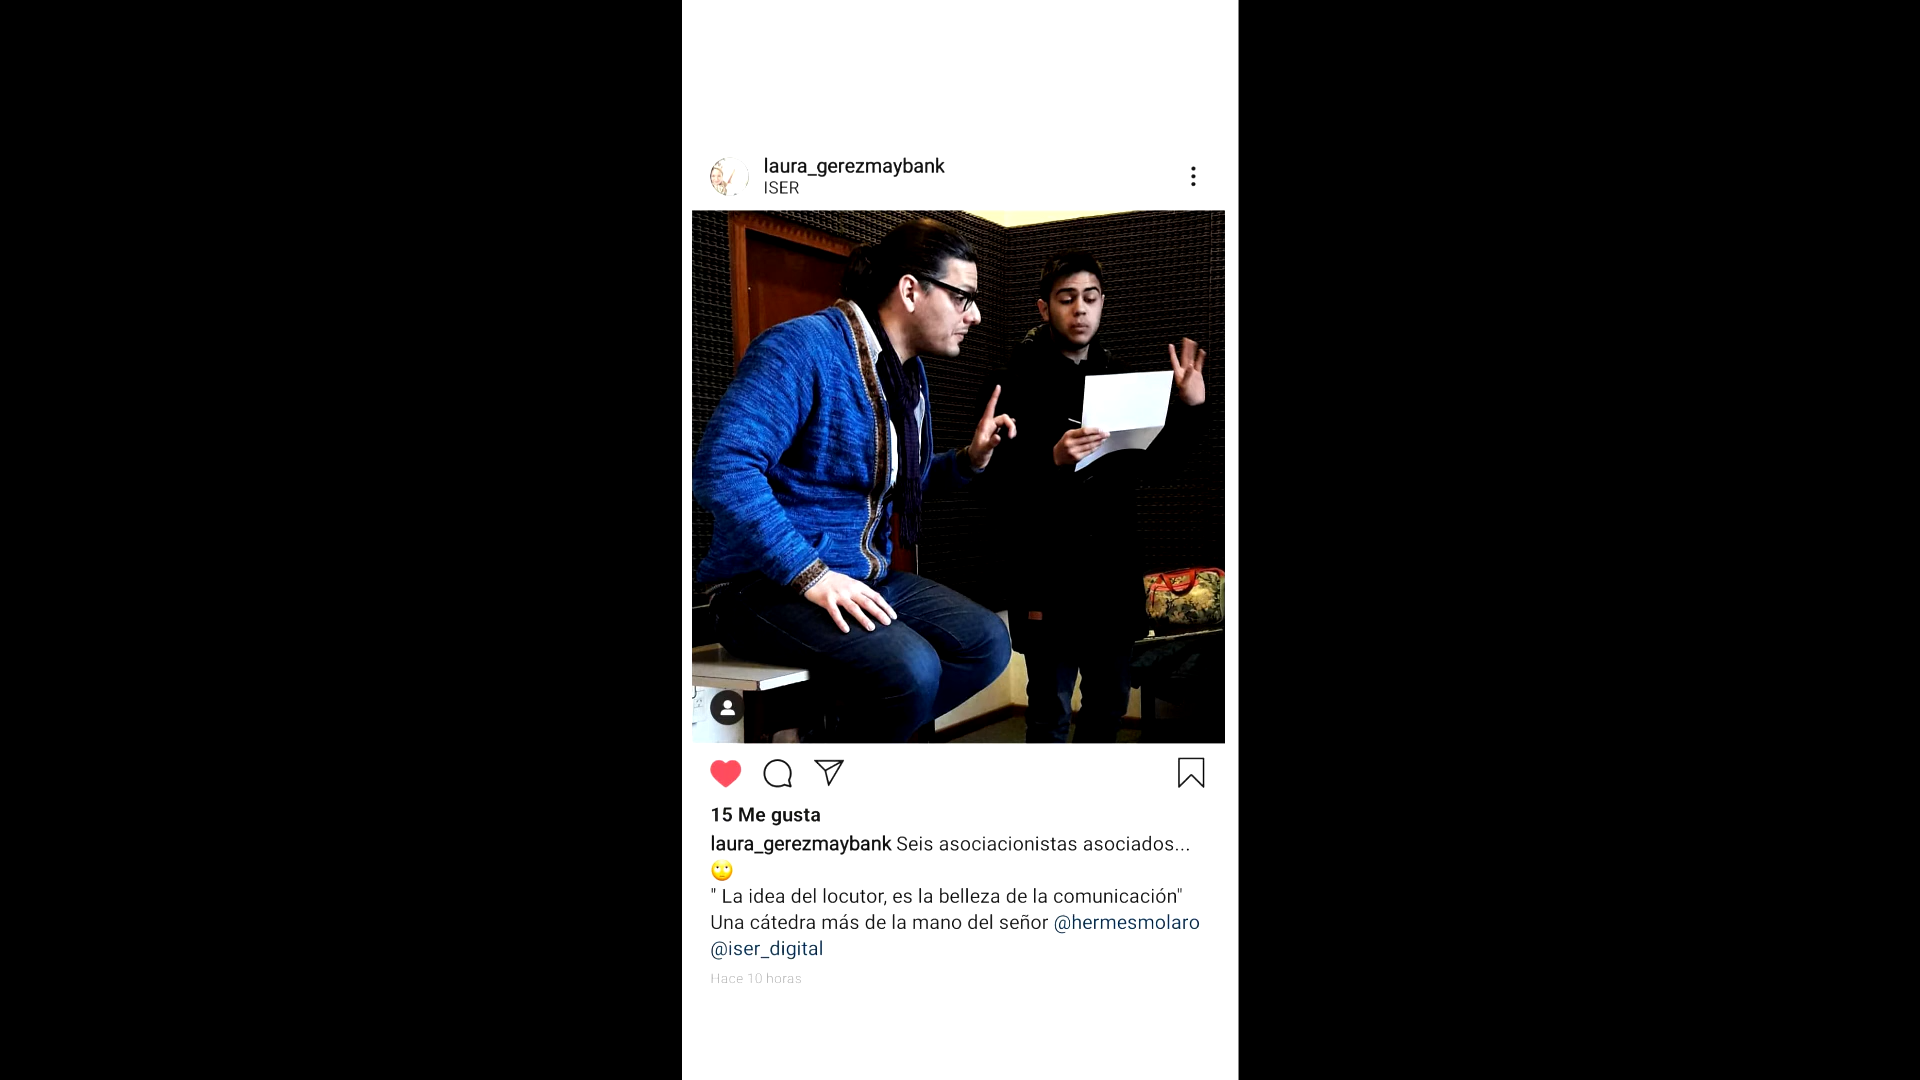 laura_gerezmaybank
ISER
15 Me gusta
laura_gerezmaybank Seis asociacionistas asociados...
🙄
" La idea del locutor, es la belleza de la comunicación"
Una cátedra más de la mano del señor @hermesmolaro
@iser_digital
Hace 10 horas